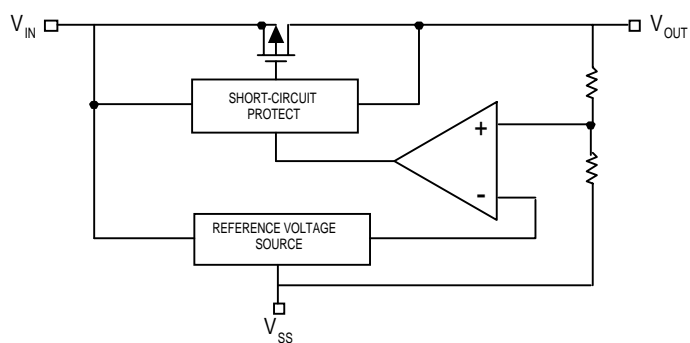 V_IN
V_OUT
SHORT-CIRCUIT
PROTECT
+
-
REFERENCE VOLTAGE
SOURCE
V_SS